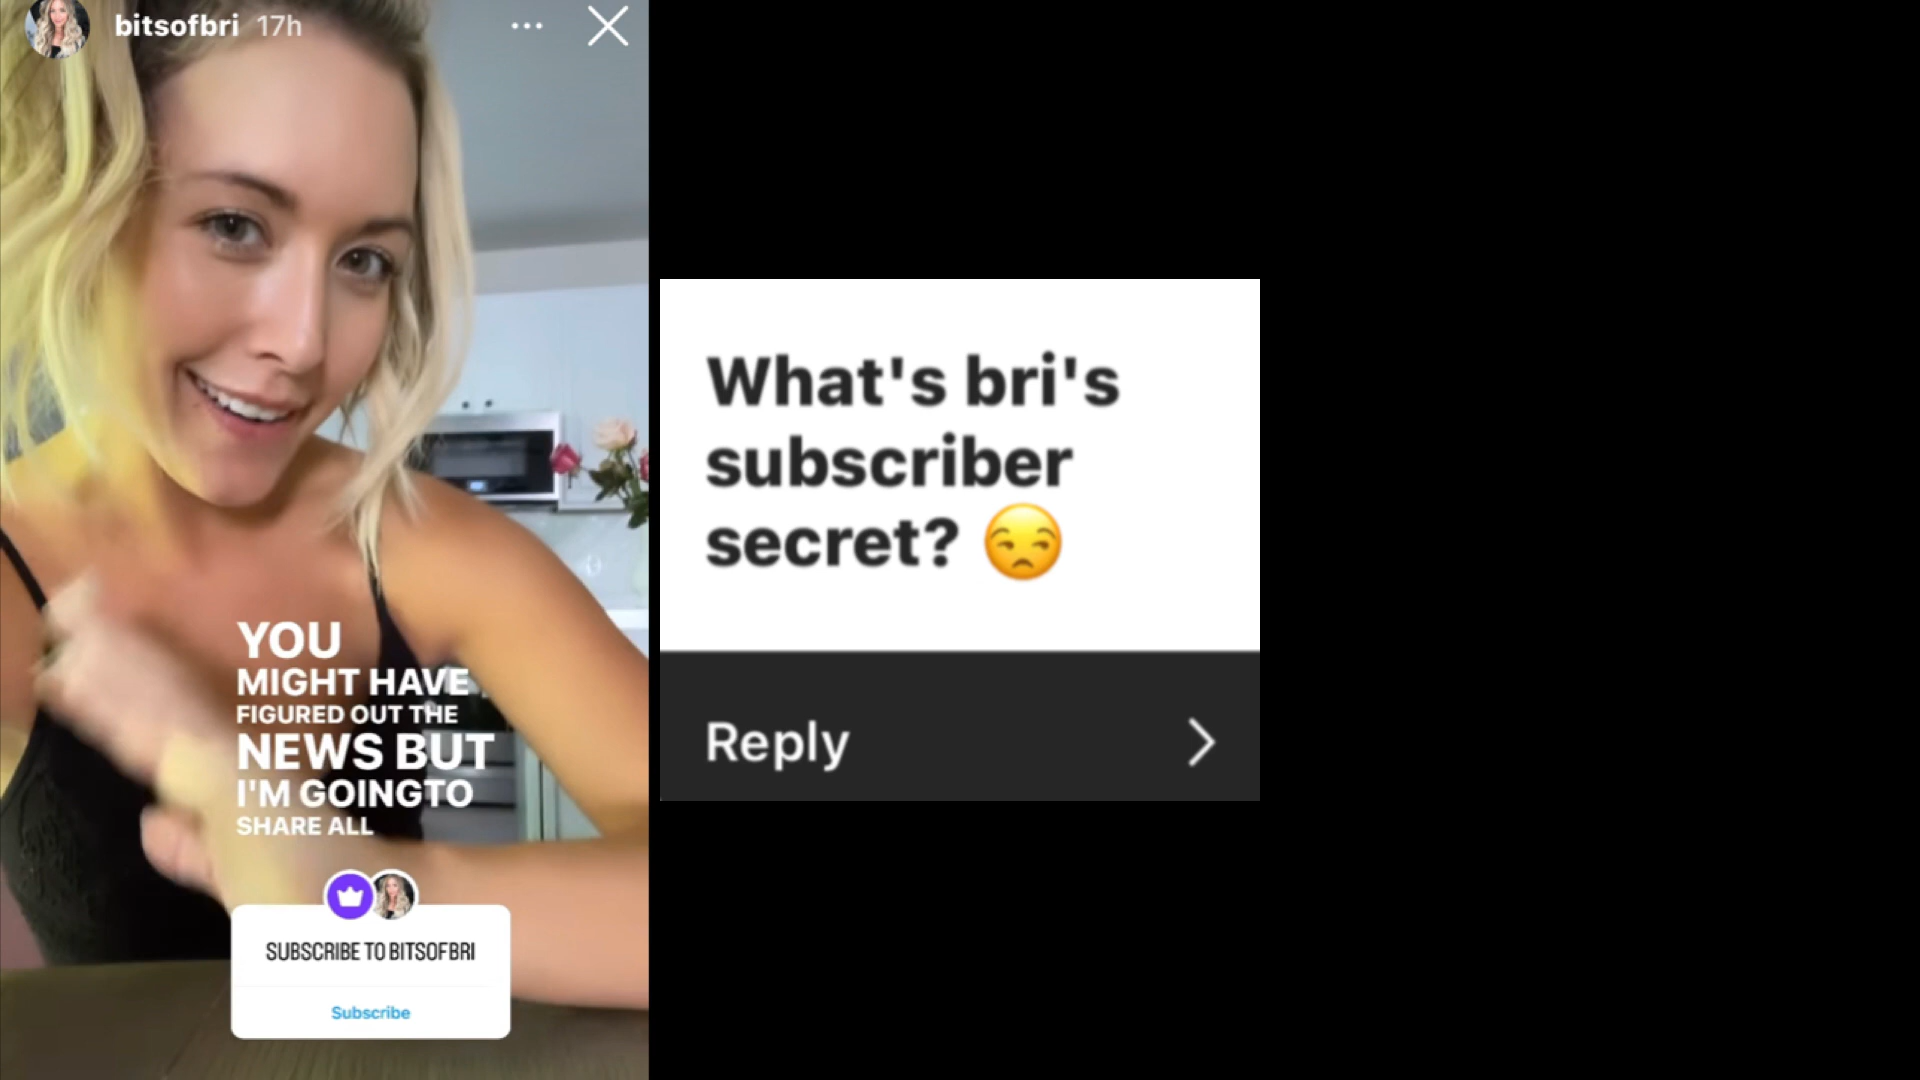 bitsofbri 17h
YOU
MIGHT HAVE
FIGURED OUT THE
NEWS BUT
I'M GOINGTO
SHARE ALL
SUBSCRIBE TO BITSOFBRI
Subscribe
What's bri's
subscriber
secret? 😒
Reply